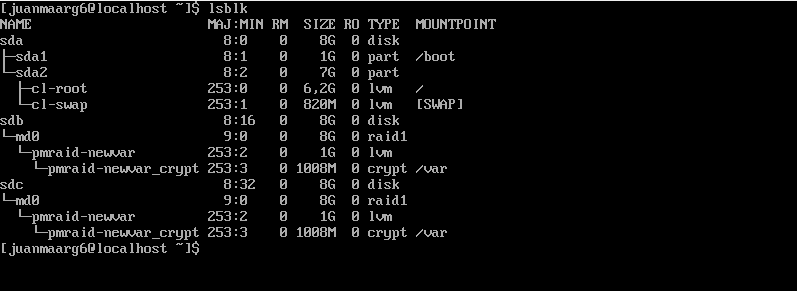 [juanmaarg6@localhost ~]$ lsblk
NAME                      MAJ:MIN RM  SIZE RO TYPE  MOUNTPOINT
sda                         8:0    0    8G  0 disk
├─sda1                      8:1    0    1G  0 part  /boot
└─sda2                      8:2    0    7G  0 part
  ├─cl-root               253:0    0  6,2G  0 lvm   /
  └─cl-swap               253:1    0  820M  0 lvm   [SWAP]
sdb                         8:16   0    8G  0 disk
└─md0                       9:0    0    8G  0 raid1
  └─pmraid-newvar         253:2    0    1G  0 lvm
    └─pmraid-newvar_crypt 253:3    0 1008M  0 crypt /var
sdc                         8:32   0    8G  0 disk
└─md0                       9:0    0    8G  0 raid1
  └─pmraid-newvar         253:2    0    1G  0 lvm
    └─pmraid-newvar_crypt 253:3    0 1008M  0 crypt /var
[juanmaarg6@localhost ~]$